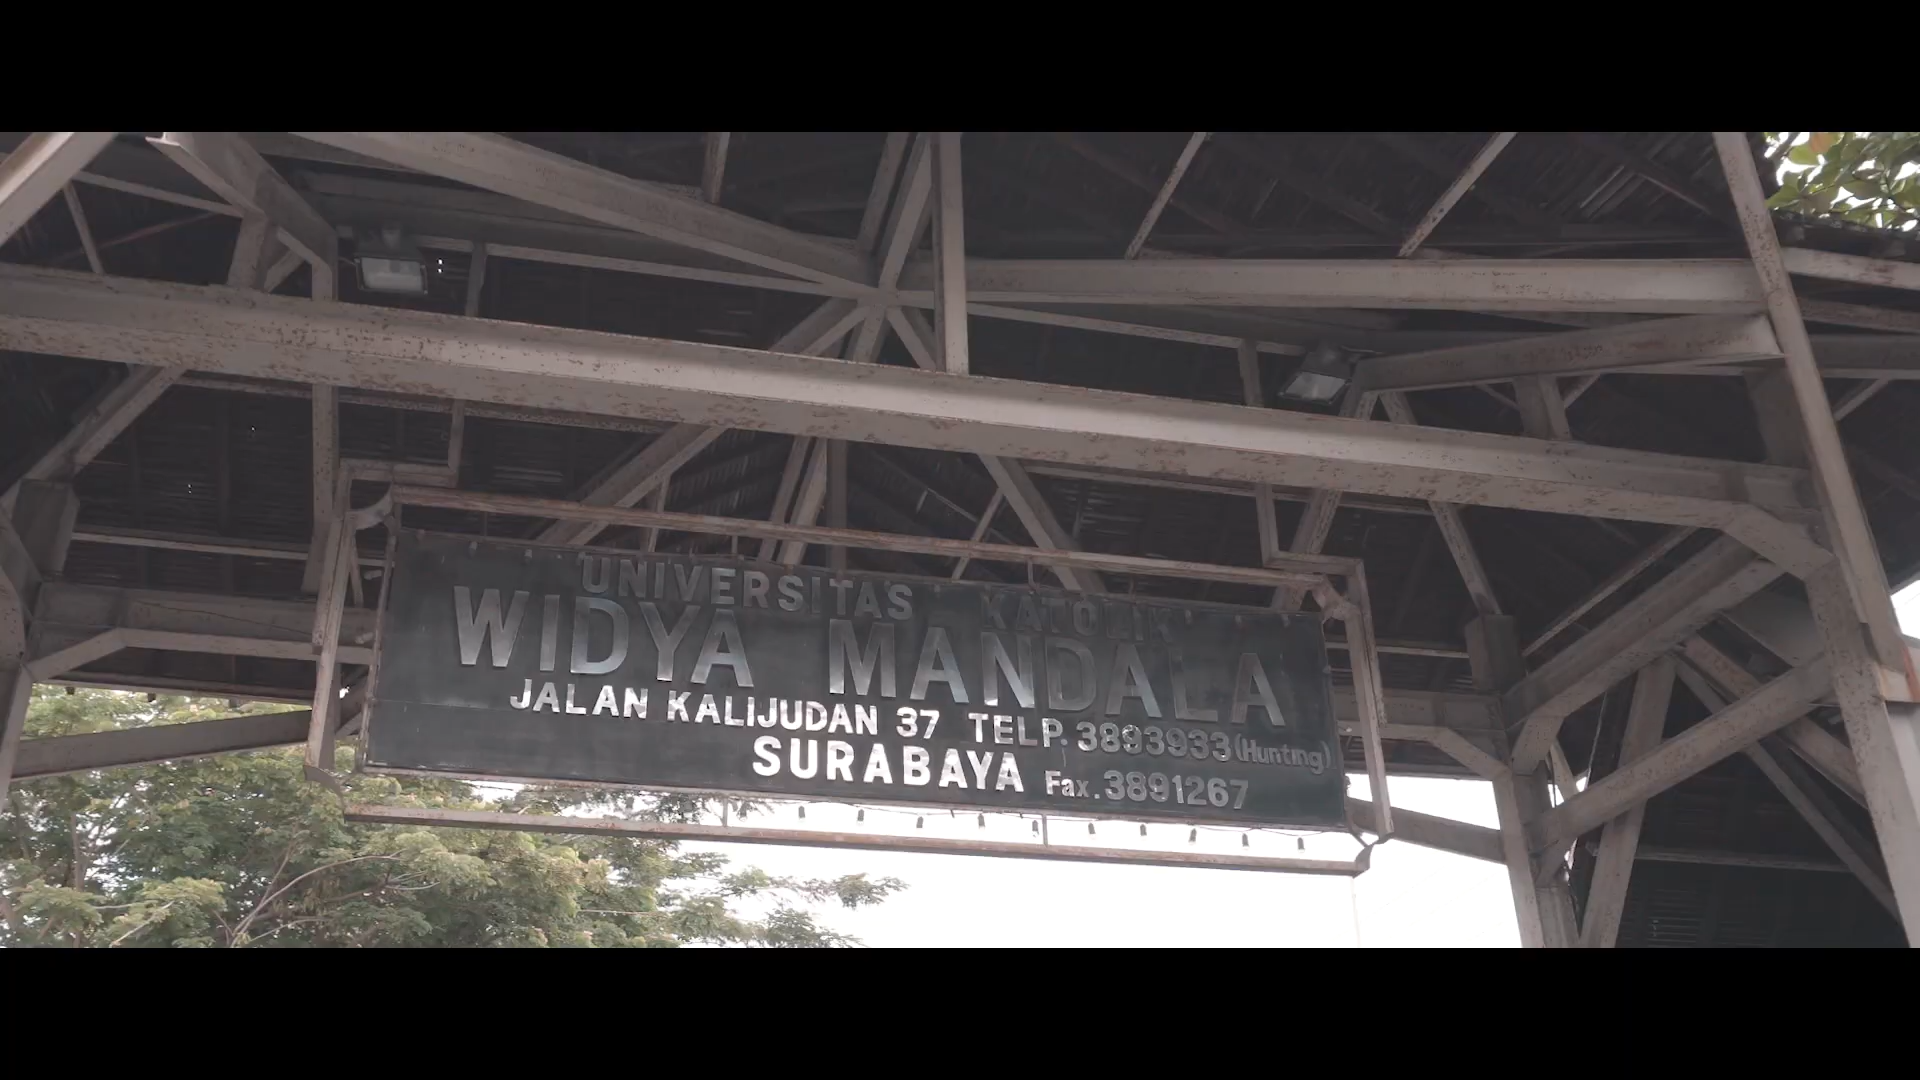 UNIVERSITAS KATOLIK
WIDYA MANDALA
JALAN KALIJUDAN 37 TELP. 3893933 (Hunting)
SURABAYA Fax. 3891267